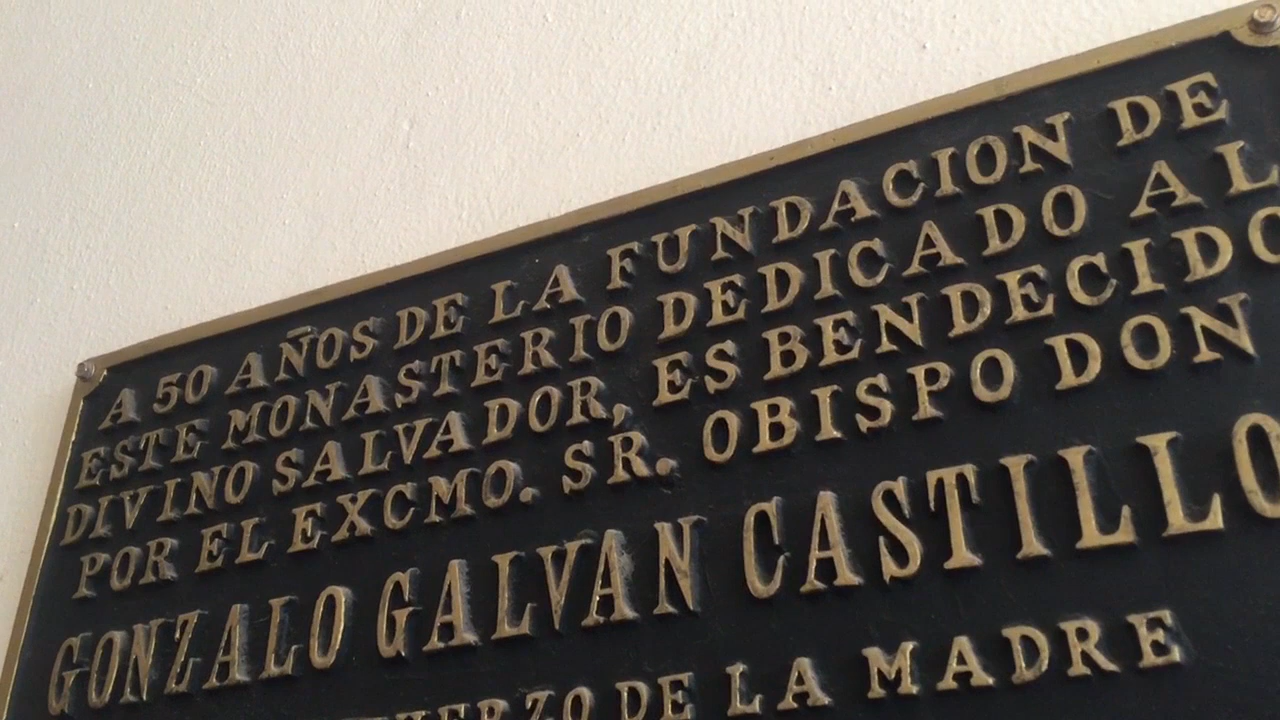 A 50 AÑOS DE LA FUNDACION DE
ESTE MONASTERIO DEDICADO AL
DIVINO SALVADOR, ES BENDECIDO
POR EL EXCMO. SR. OBISPO DON
GONZALO GALVAN CASTILLO
DE LA MADRE